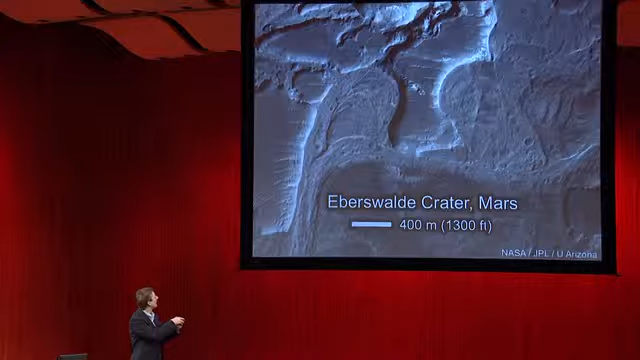 Eberswalde Crater, Mars
400 m (1300 ft)
NASA / JPL / U Arizona